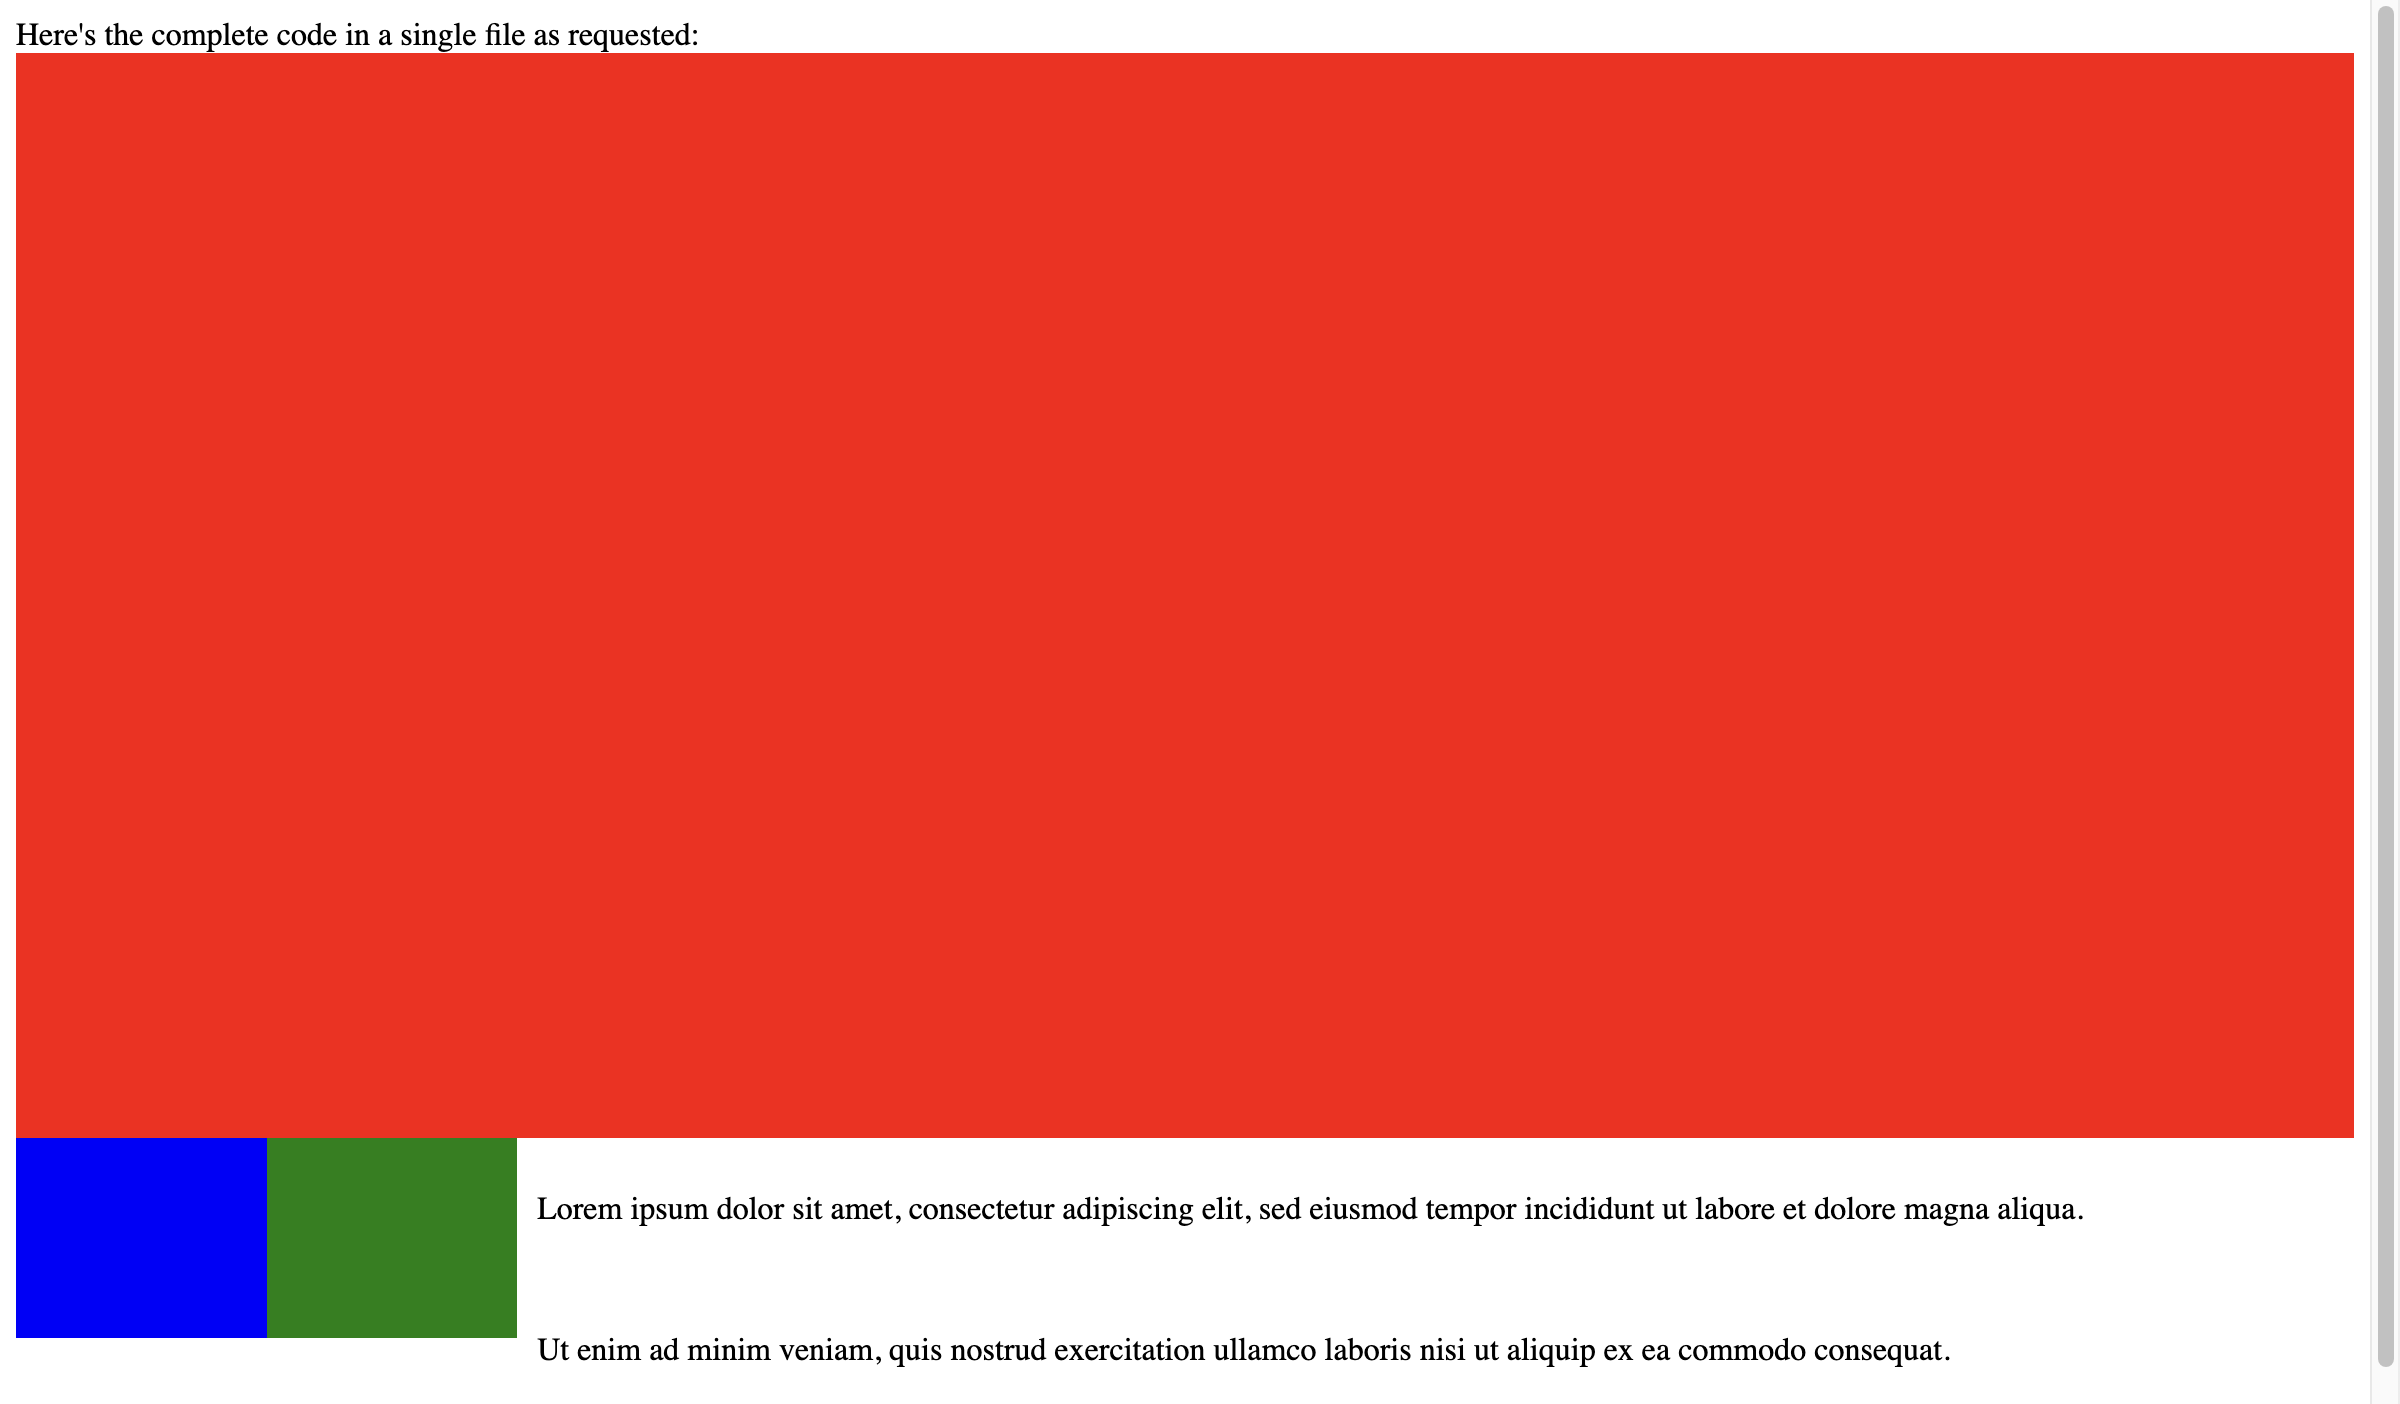 Here's the complete code in a single file as requested:
Lorem ipsum dolor sit amet, consectetur adipiscing elit, sed eiusmod tempor incididunt ut labore et dolore magna aliqua.
Ut enim ad minim veniam, quis nostrud exercitation ullamco laboris nisi ut aliquip ex ea commodo consequat.